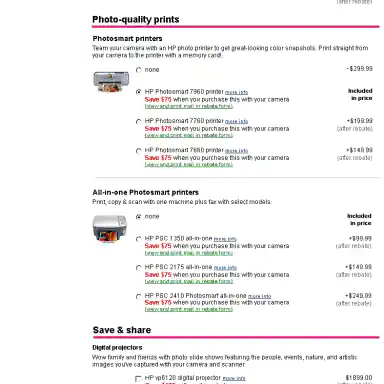 (after rebate)
Photo-quality prints
Photosmart printers
Team your camera with an HP photo printer to get great-looking color snapshots. Print straight from
your camera to the printer with a memory card.
none
-$299.99
HP Photosmart 7960 printer more info
Save $75 when you purchase this with your camera
(view and print mail in rebate form)
Included
in price
HP Photosmart 7760 printer more info
Save $75 when you purchase this with your camera
(view and print mail in rebate form)
+$199.99
(after rebate)
HP Photosmart 7660 printer more info
Save $75 when you purchase this with your camera
(view and print mail in rebate form)
+$149.99
(after rebate)
All-in-one Photosmart printers
Print, copy & scan with one machine plus fax with select models.
none
Included
in price
HP PSC 1350 all-in-one more info
Save $75 when you purchase this with your camera
(view and print mail in rebate form)
+$99.99
(after rebate)
HP PSC 2175 all-in-one more info
Save $75 when you purchase this with your camera
(view and print mail in rebate form)
+$149.99
(after rebate)
HP PSC 2410 Photosmart all-in-one more info
Save $75 when you purchase this with your camera
(view and print mail in rebate form)
+$249.99
(after rebate)
Save & share
Digital projectors
Wow family and friends with photo slide shows featuring the people, events, nature, and artistic
images you've captured with your camera and scanner
HP vp6120 digital projector more info
$1899.00